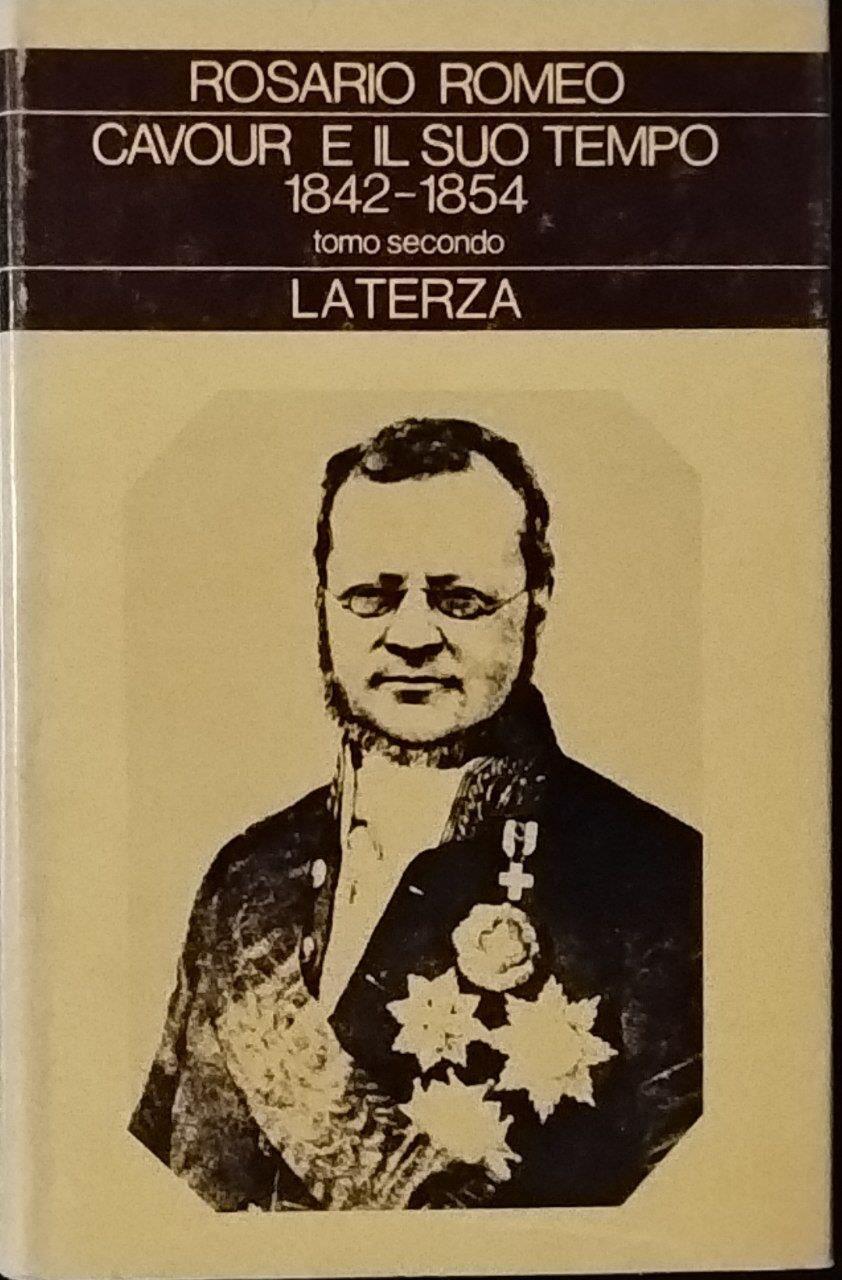 ROSARIO ROMEO
CAVOUR E IL SUO TEMPO
1842-1854
tomo secondo
LATERZA